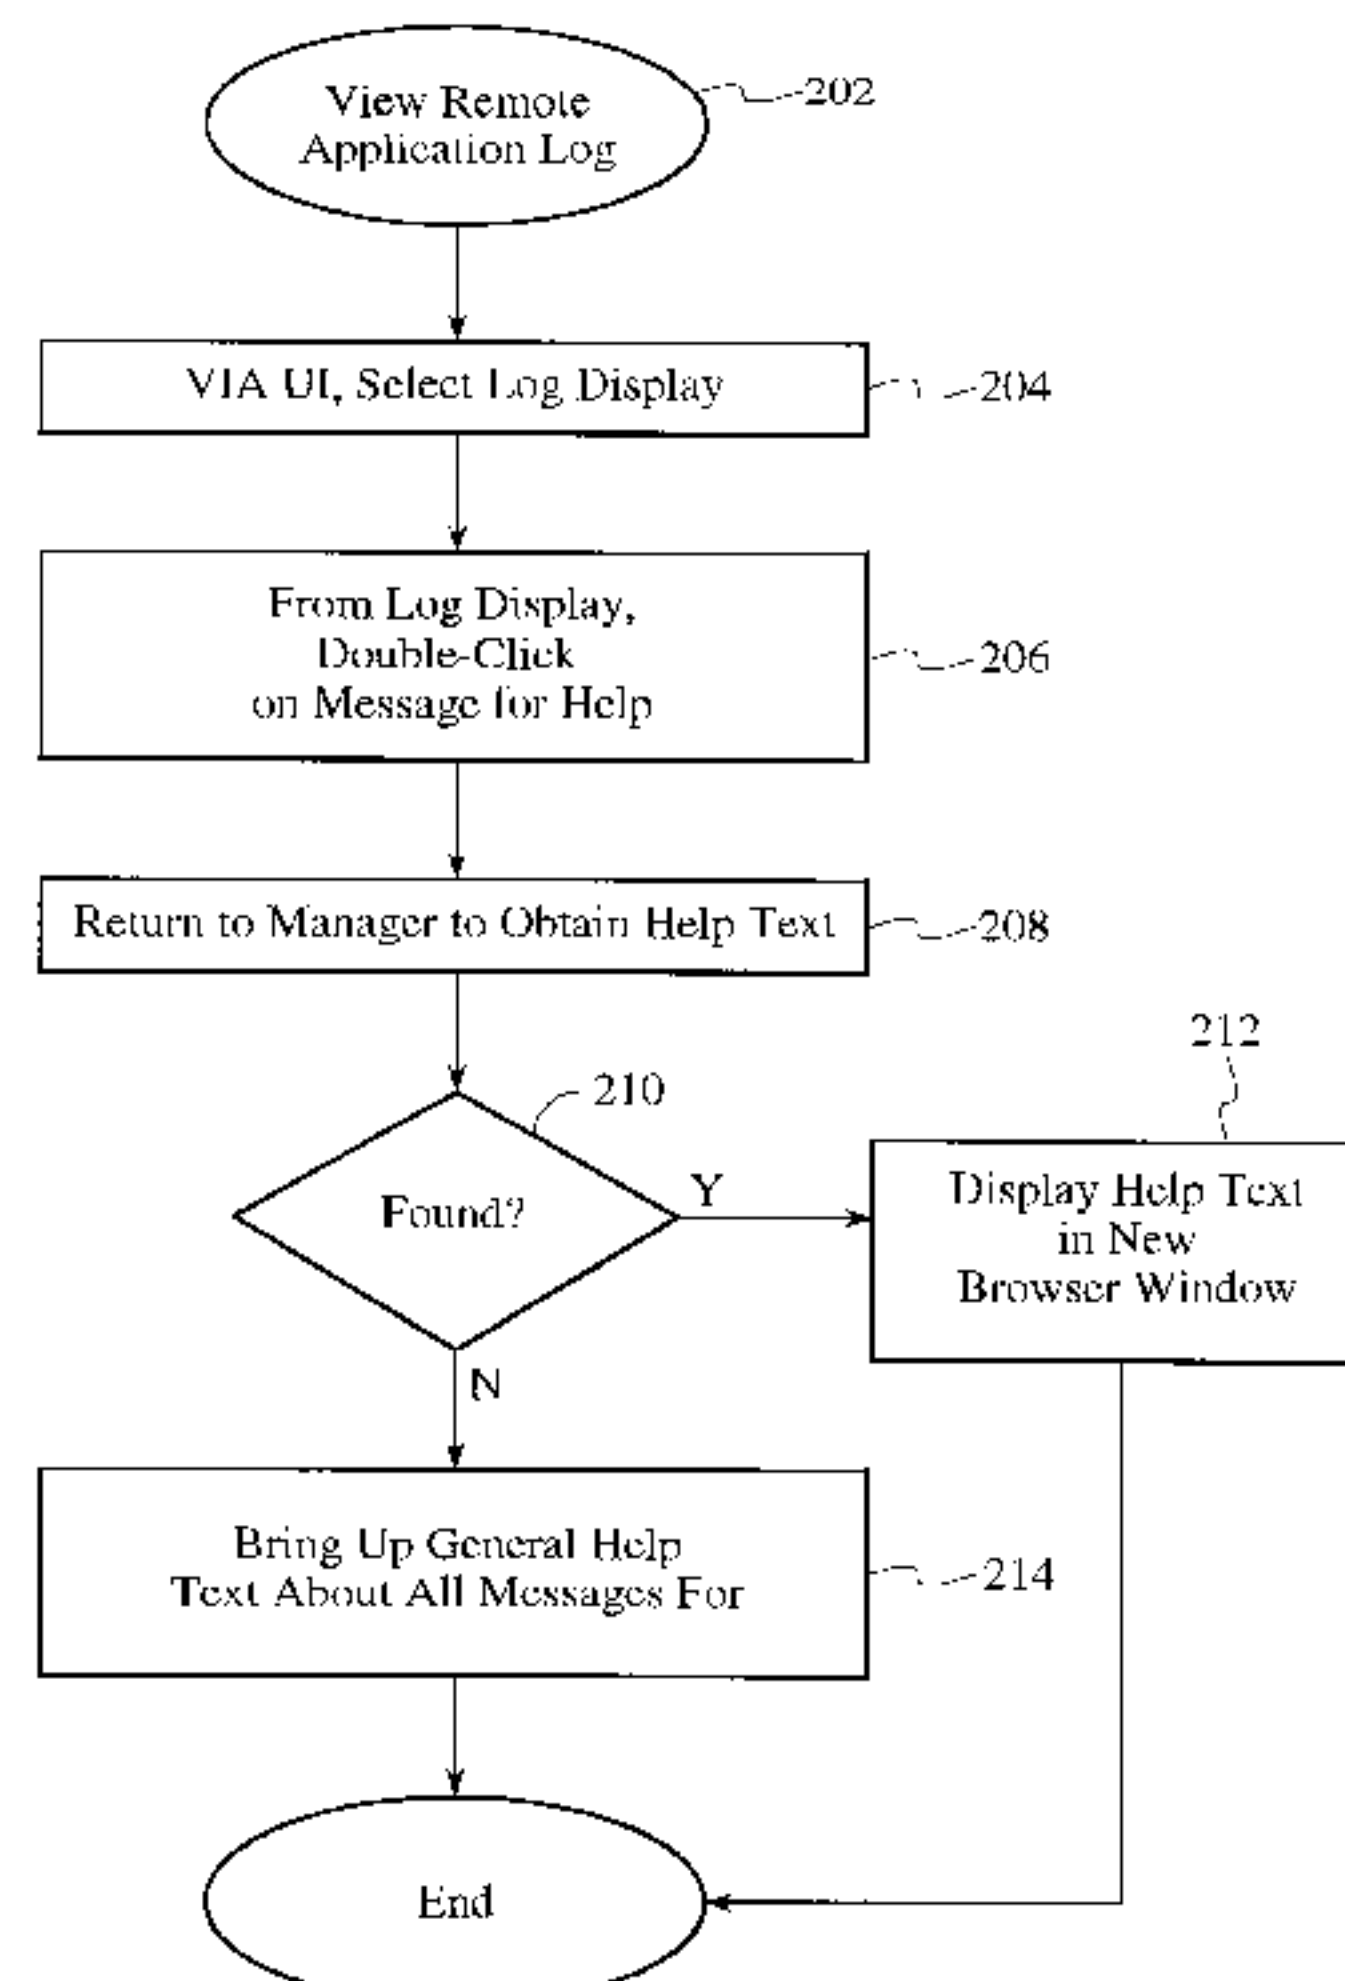 View Remote
Application Log
202
VIA UI, Select Log Display
204
From Log Display,
Double-Click
on Message for Help
206
Return to Manager to Obtain Help Text
208
210
212
Found?
Y
Display Help Text
in New
Browser Window
N
Bring Up General Help
Text About All Messages For
214
End